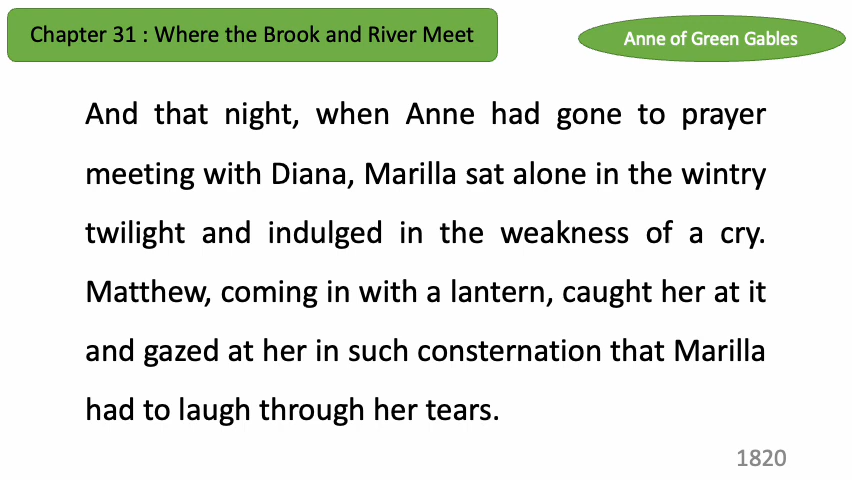 Chapter 31 : Where the Brook and River Meet
Anne of Green Gables
And that night, when Anne had gone to prayer
meeting with Diana, Marilla sat alone in the wintry
twilight and indulged in the weakness of a cry.
Matthew, coming in with a lantern, caught her at it
and gazed at her in such consternation that Marilla
had to laugh through her tears.
1820